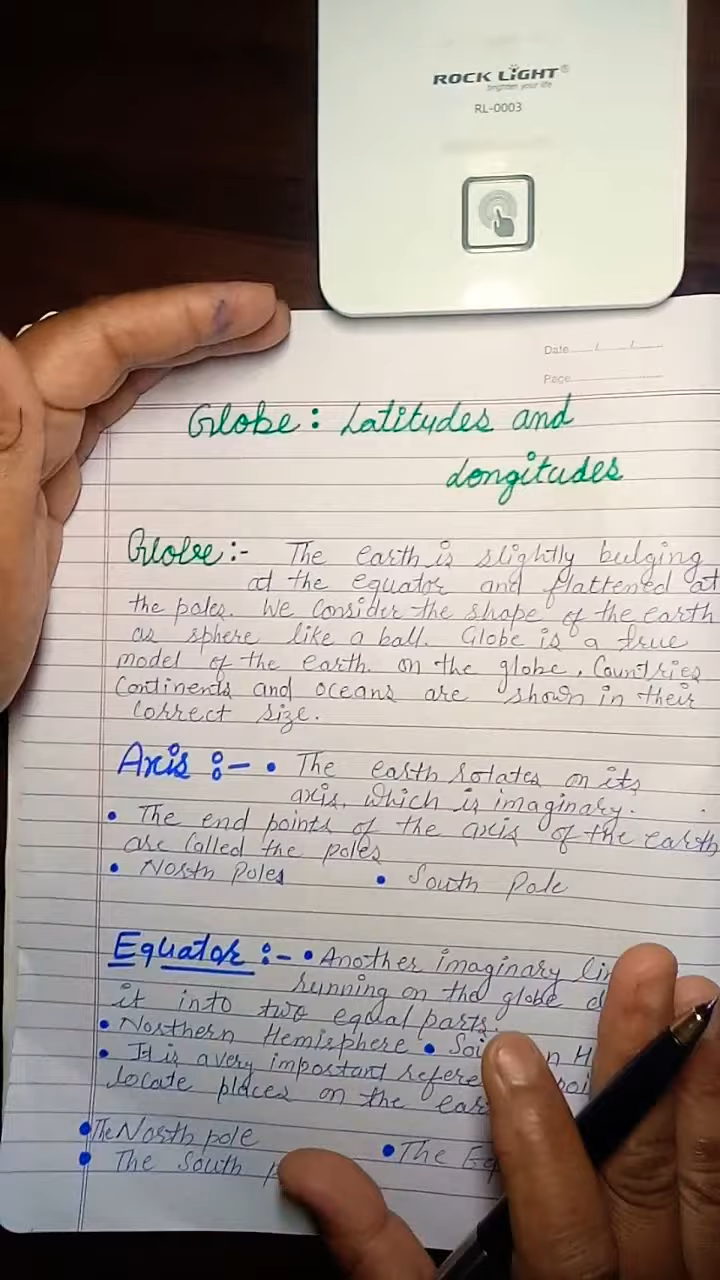 ROCK LiGHT®
brighten your life
RL-0003
Date
Page
Globe: Latitudes and
Longitudes
Globe:- The earth is slightly bulging
at the equator and flattened at
the poles. We consider the shape of the earth
as sphere like a ball. Globe is a true
model of the earth. on the globe, Countries
Continents and oceans are shown in their
correct size.
Axis :- • The earth rotates on its
axis, which is imaginary.
• The end points of the axis of the earth
are called the poles
• North Poles • South Pole
Equator :- • Another imaginary
running on the globe
it into two equal parts.
• Northern Hemisphere •
• It is a very important
locate places on the
• The North pole
• The South • The